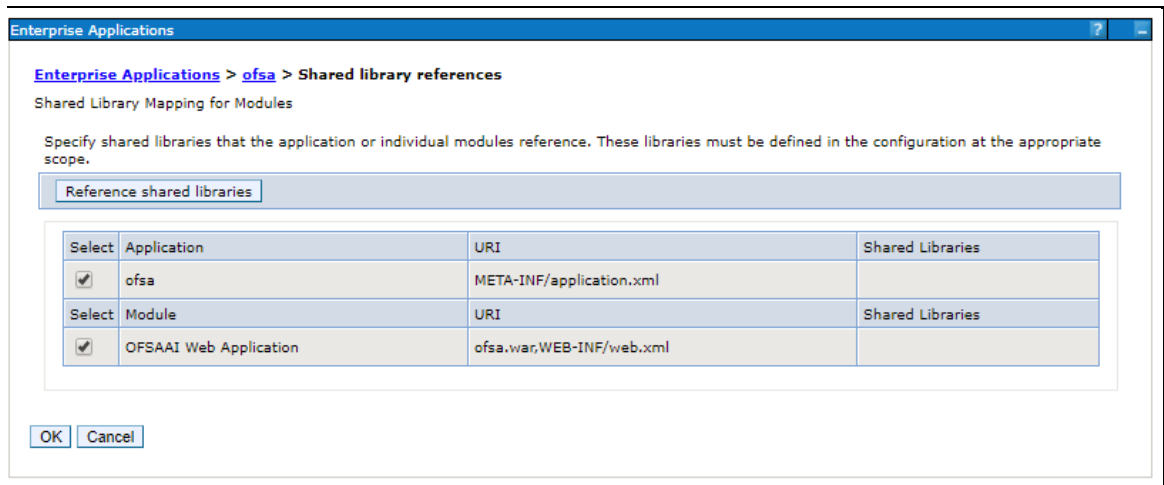 Enterprise Applications ? –
Enterprise Applications > ofsa > Shared library references
Shared Library Mapping for Modules
Specify shared libraries that the application or individual modules reference. These libraries must be defined in the configuration at the appropriate
scope.
Reference shared libraries
Select Application URI Shared Libraries
ofsa META-INF/application.xml
Select Module URI Shared Libraries
OFSAAI Web Application ofsa.war,WEB-INF/web.xml
OK Cancel